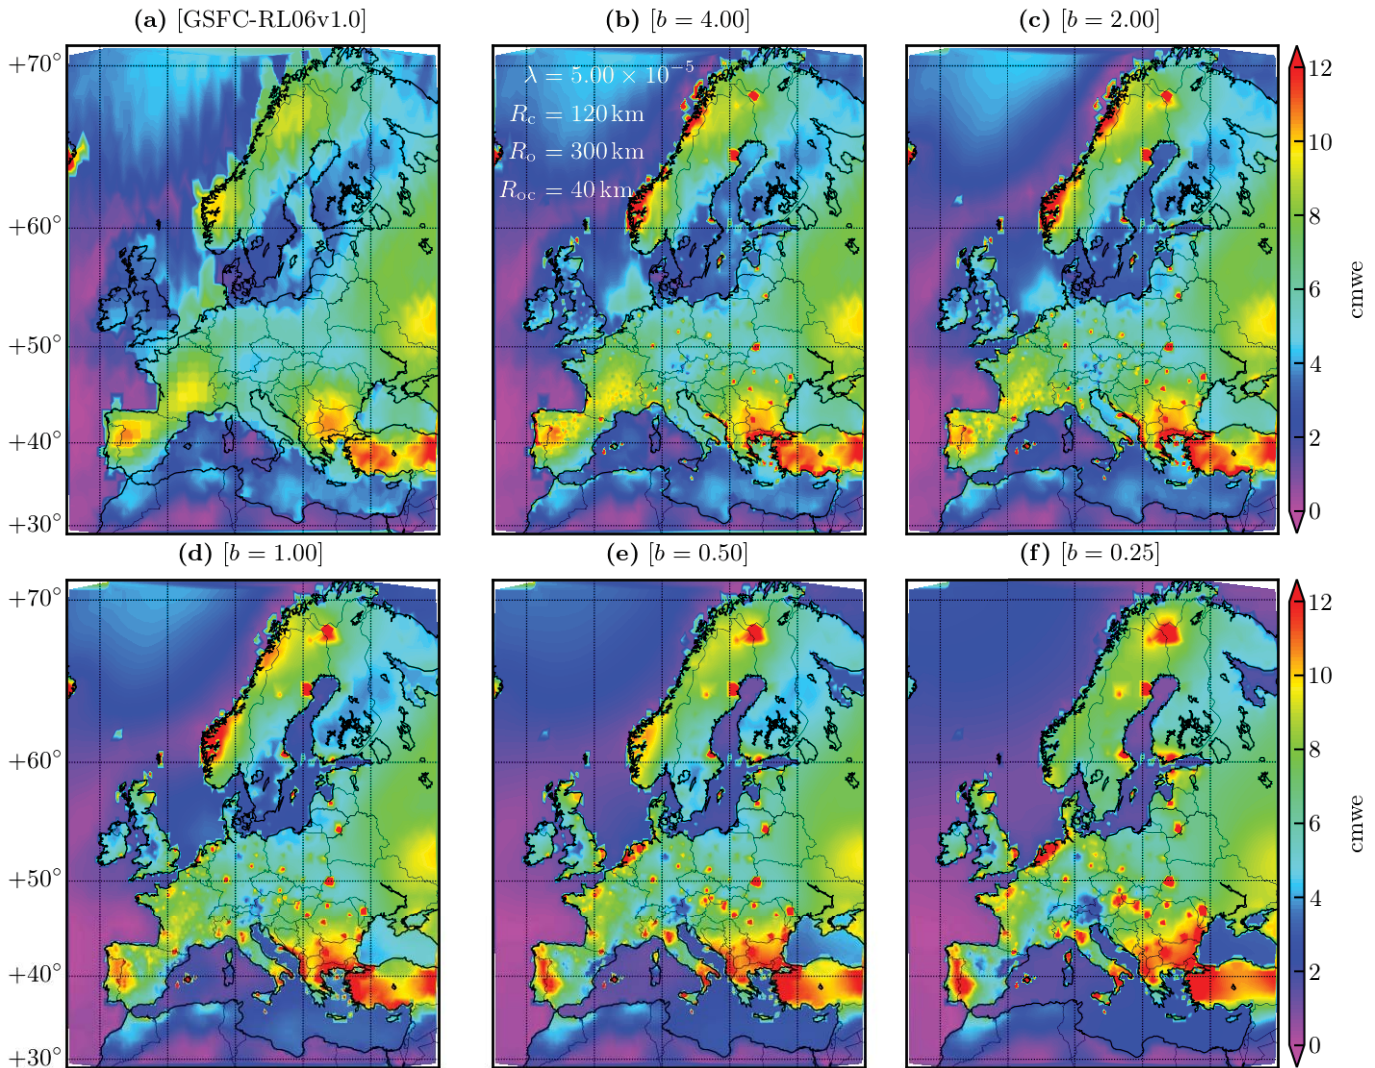 (a) [GSFC-RL06v1.0]
(b) [b = 4.00]
(c) [b = 2.00]
+70°
+60°
+50°
+40°
+30°
λ = 5.00 × 10⁻⁵
R_c = 120 km
R_o = 300 km
R_oc = 40 km
12
10
8
6
4
2
0
cmwe
(d) [b = 1.00]
(e) [b = 0.50]
(f) [b = 0.25]
+70°
+60°
+50°
+40°
+30°
12
10
8
6
4
2
0
cmwe